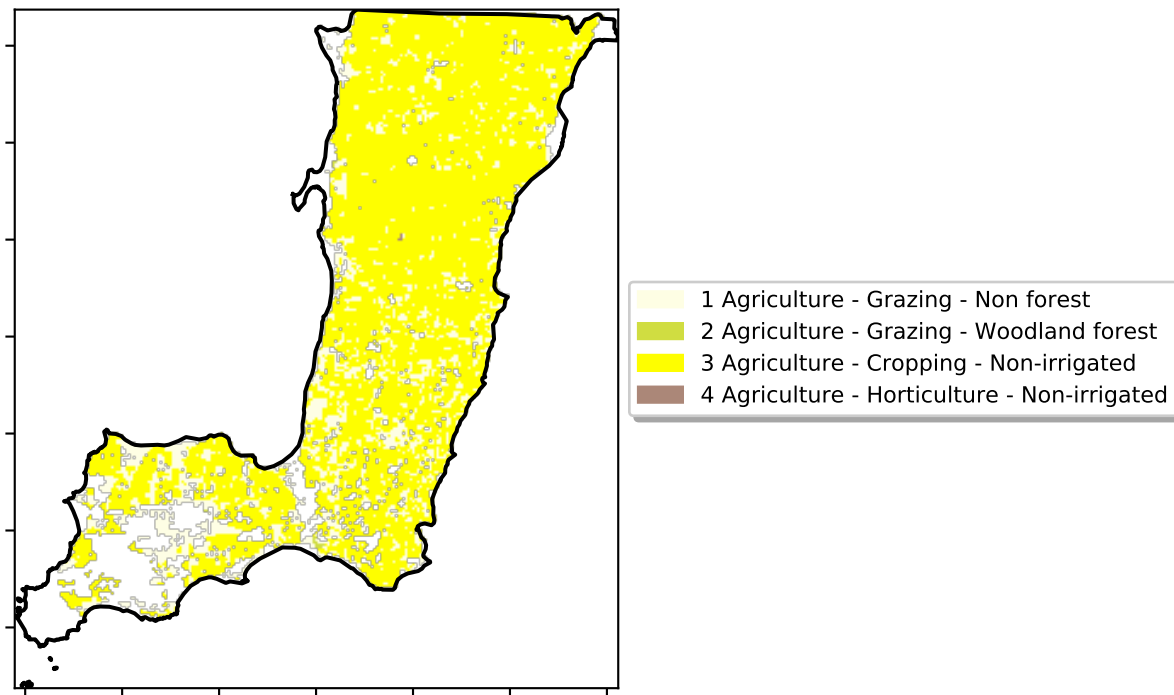 1 Agriculture - Grazing - Non forest
2 Agriculture - Grazing - Woodland forest
3 Agriculture - Cropping - Non-irrigated
4 Agriculture - Horticulture - Non-irrigated